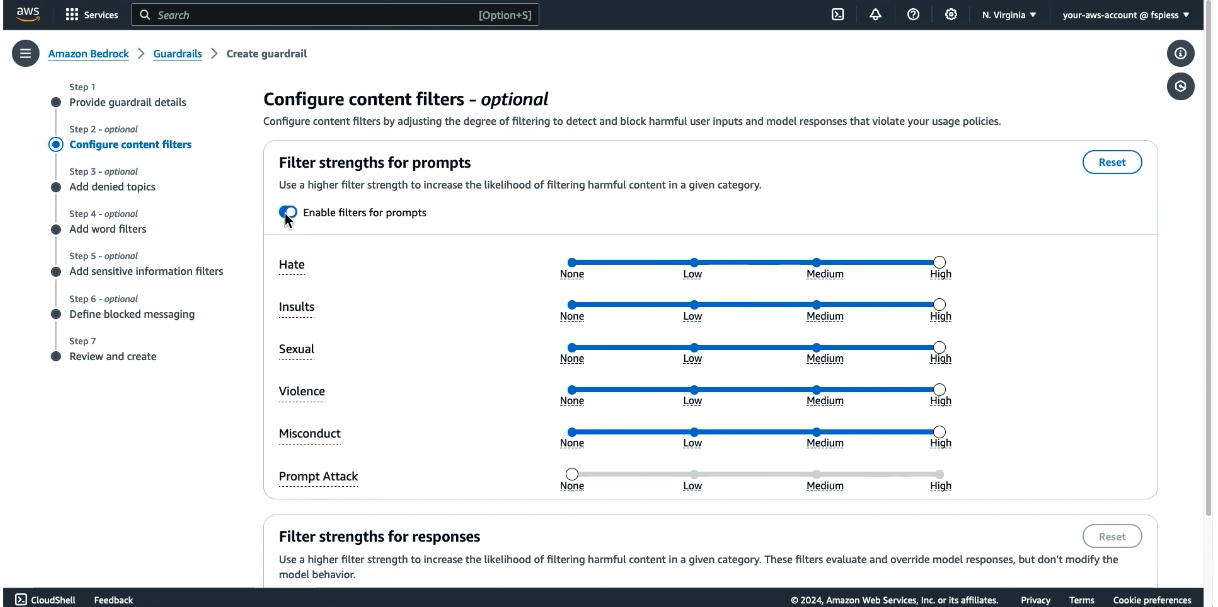 aws
Services
Search
[Option+S]
N. Virginia
your-aws-account @ fspiess
Amazon Bedrock
Guardrails
Create guardrail
Step 1
Provide guardrail details
Step 2 - optional
Configure content filters
Step 3 - optional
Add denied topics
Step 4 - optional
Add word filters
Step 5 - optional
Add sensitive information filters
Step 6 - optional
Define blocked messaging
Step 7
Review and create
Configure content filters - optional
Configure content filters by adjusting the degree of filtering to detect and block harmful user inputs and model responses that violate your usage policies.
Filter strengths for prompts
Reset
Use a higher filter strength to increase the likelihood of filtering harmful content in a given category.
Enable filters for prompts
Hate
None Low Medium High
Insults
None Low Medium High
Sexual
None Low Medium High
Violence
None Low Medium High
Misconduct
None Low Medium High
Prompt Attack
None Low Medium High
Filter strengths for responses
Reset
Use a higher filter strength to increase the likelihood of filtering harmful content in a given category. These filters evaluate and override model responses, but don't modify the
model behavior.
CloudShell
Feedback
© 2024, Amazon Web Services, Inc. or its affiliates.
Privacy
Terms
Cookie preferences